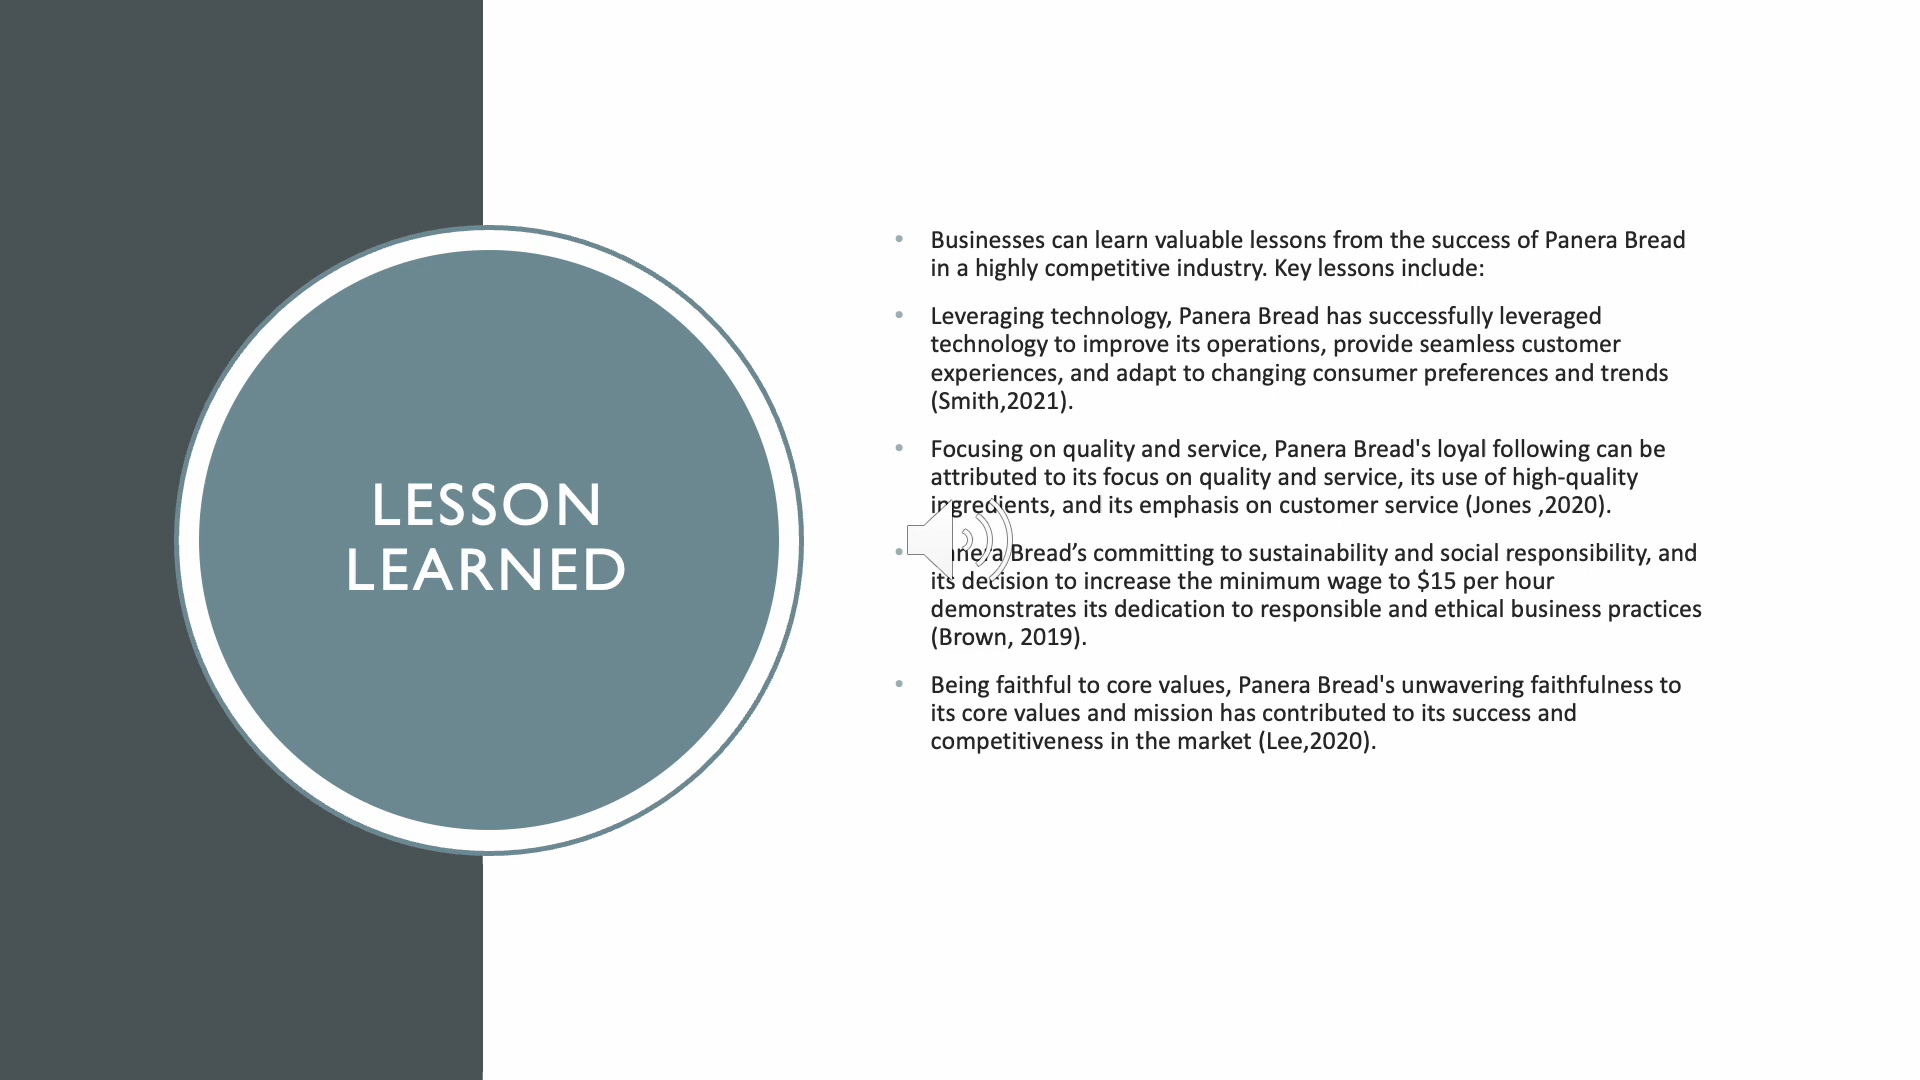 LESSON
LEARNED
• Businesses can learn valuable lessons from the success of Panera Bread
in a highly competitive industry. Key lessons include:
• Leveraging technology, Panera Bread has successfully leveraged
technology to improve its operations, provide seamless customer
experiences, and adapt to changing consumer preferences and trends
(Smith,2021).
• Focusing on quality and service, Panera Bread's loyal following can be
attributed to its focus on quality and service, its use of high-quality
ingredients, and its emphasis on customer service (Jones ,2020).
• Panera Bread’s committing to sustainability and social responsibility, and
its decision to increase the minimum wage to $15 per hour
demonstrates its dedication to responsible and ethical business practices
(Brown, 2019).
• Being faithful to core values, Panera Bread's unwavering faithfulness to
its core values and mission has contributed to its success and
competitiveness in the market (Lee,2020).